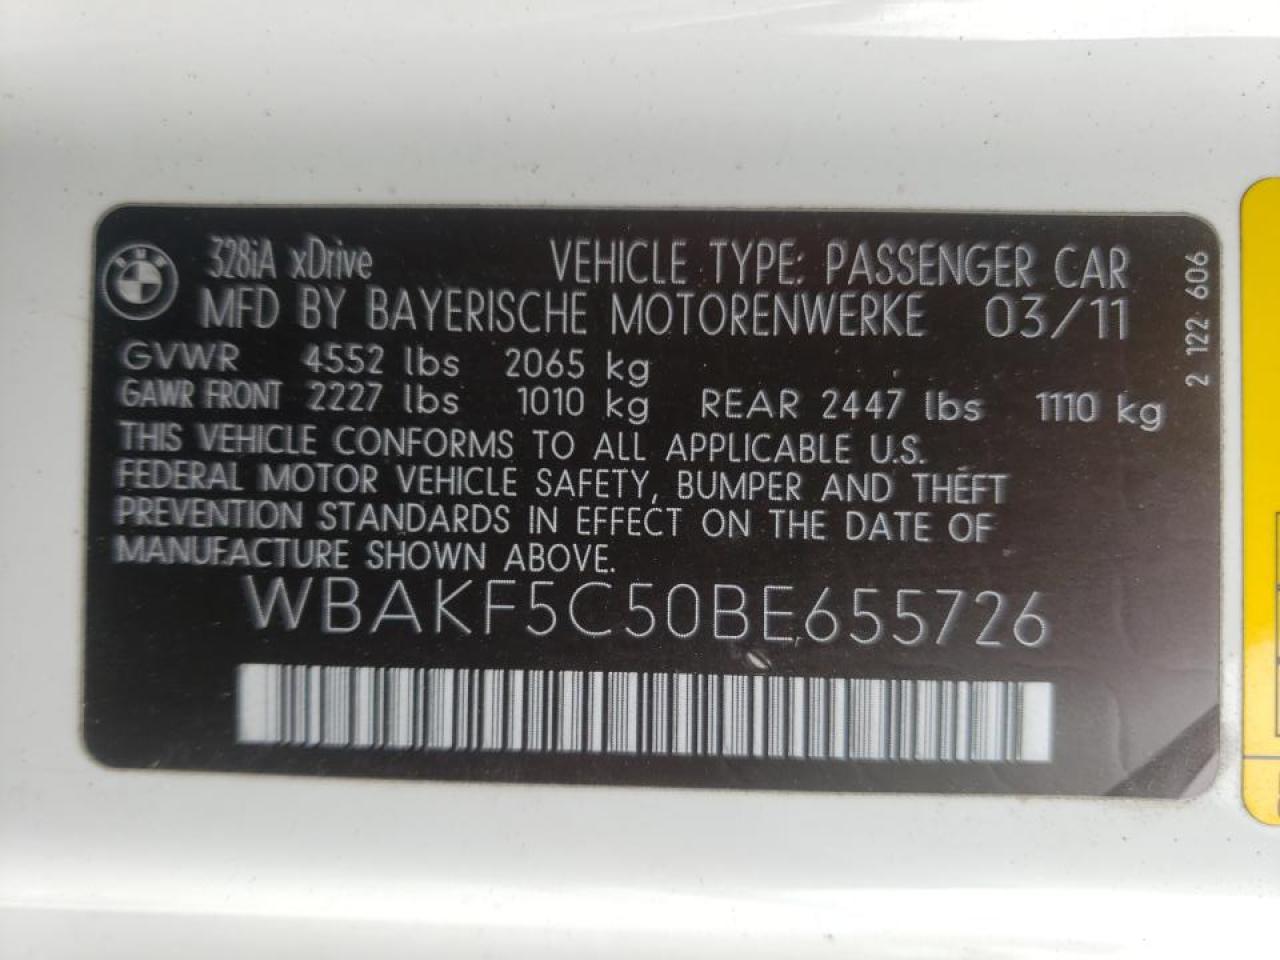 BMW
328iA xDrive VEHICLE TYPE: PASSENGER CAR
MFD BY BAYERISCHE MOTORENWERKE 03/11
GVWR 4552 lbs 2065 kg
GAWR FRONT 2227 lbs 1010 kg REAR 2447 lbs 1110 kg
THIS VEHICLE CONFORMS TO ALL APPLICABLE U.S.
FEDERAL MOTOR VEHICLE SAFETY, BUMPER AND THEFT
PREVENTION STANDARDS IN EFFECT ON THE DATE OF
MANUFACTURE SHOWN ABOVE.
WBAKF5C50BE655726
2 122 606